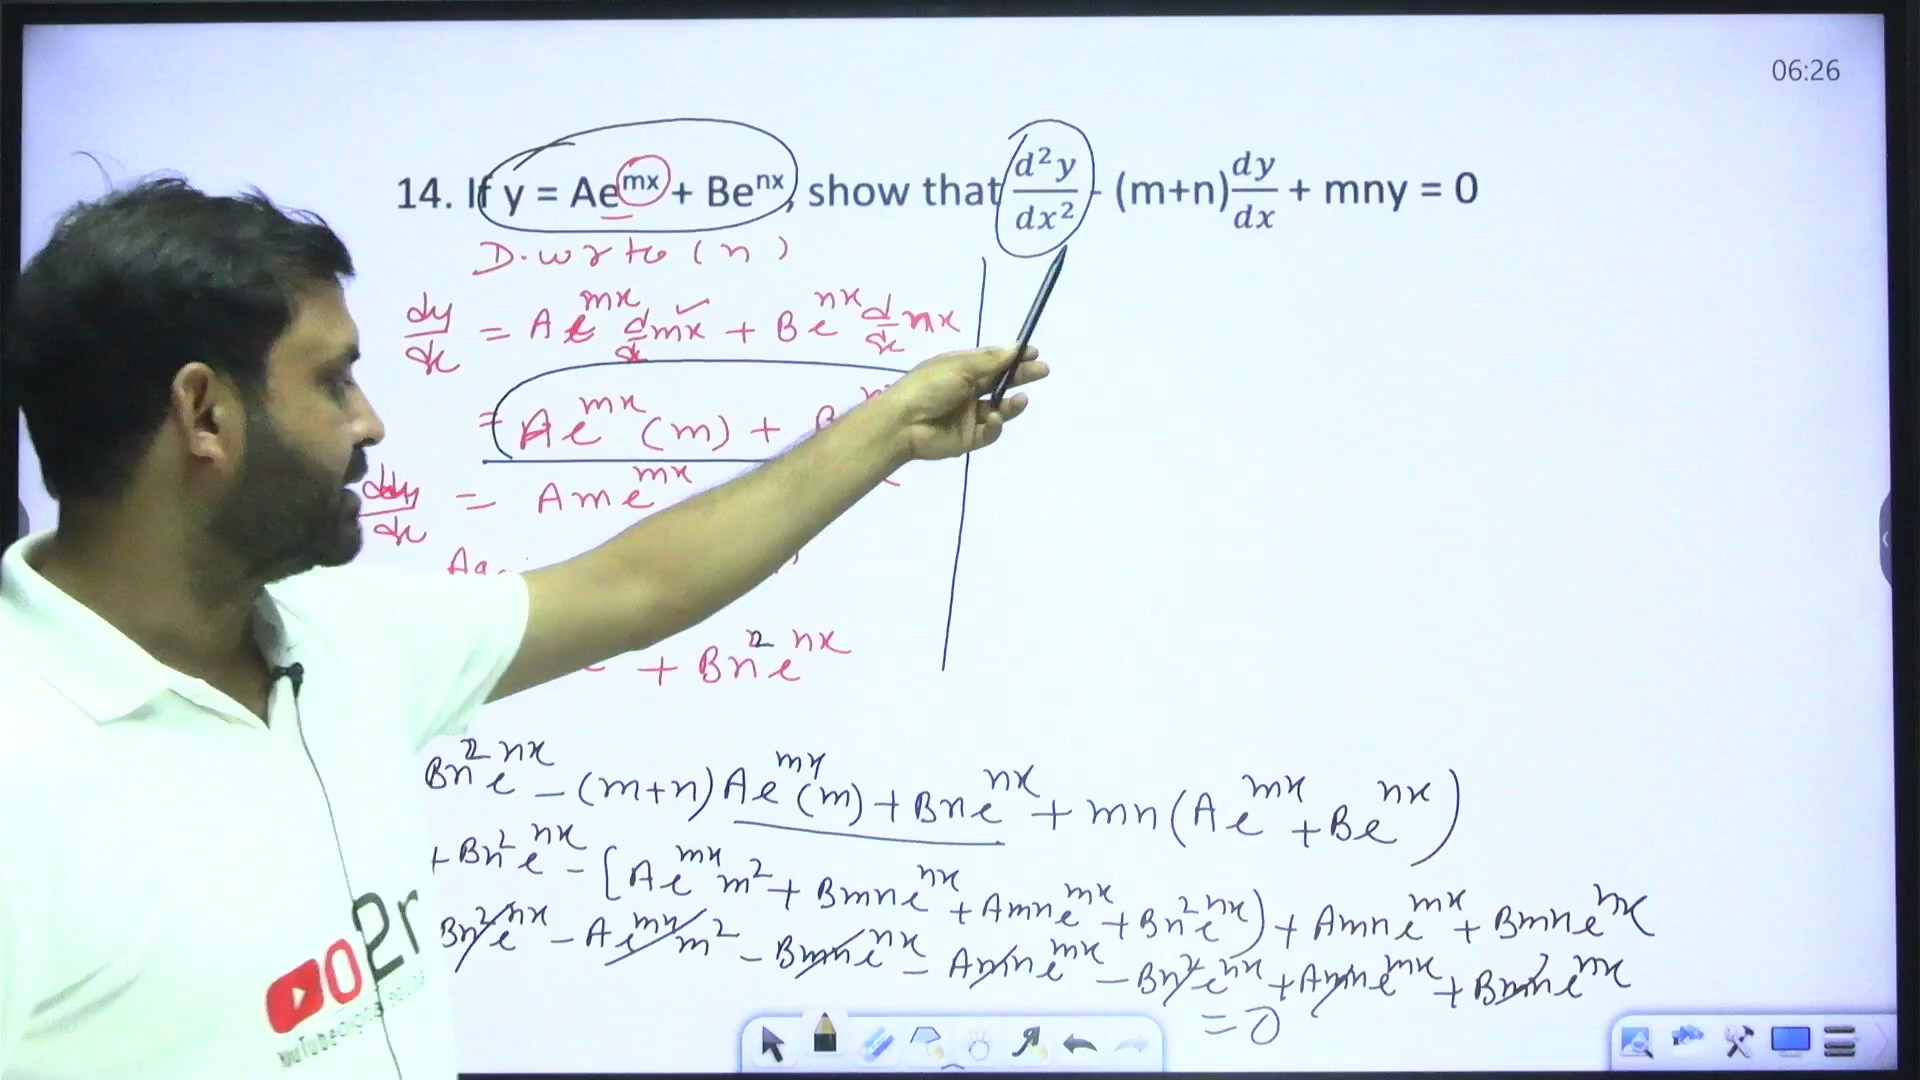 06:26
14. If y = Ae^mx + Be^nx, show that d²y/dx² - (m+n) dy/dx + mny = 0
D.w r to (n)
dy/dx = Ae^mx d/dx mx + Be^nx d/dx nx
= Ae^mx (m) + B
ddy/dx = Ame^mx
+ Bn²e^nx
Bn²e^nx - (m+n) Ae^mx (m) + Bne^nx + mn (Ae^mx + Be^nx)
+ Bn²e^nx - [Ae^mx m² + Bmne^nx + Amne^mx + Bn²e^nx) + Amne^mx + Bmne^nx
Bn²e^nx - Ae^mx m² - Bmne^nx - Amne^mx - Bn²e^nx + Amne^mx + Bmne^nx
= 0
o2r
YouTube